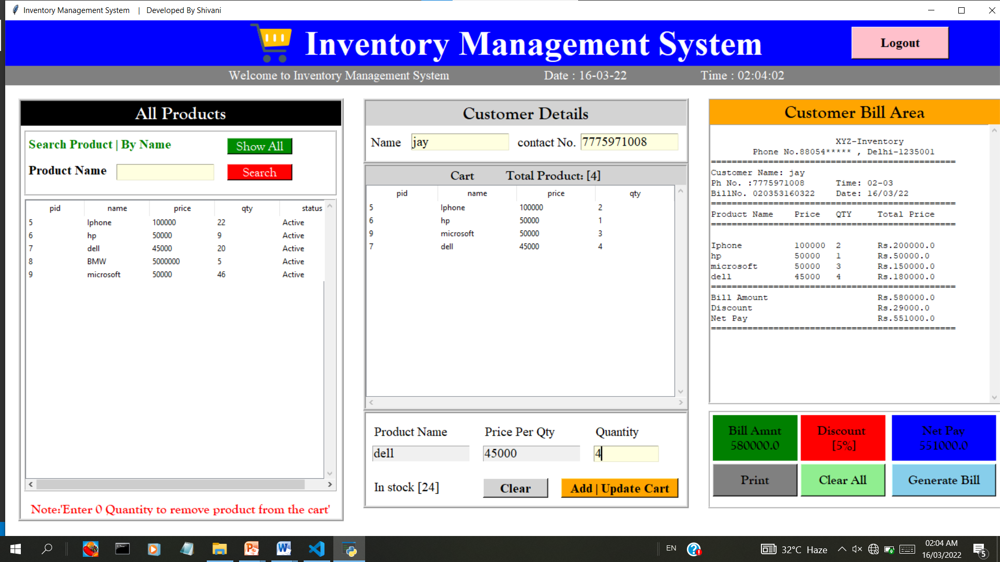 Inventory Management System | Developed By Shivani
Inventory Management System
Logout
Welcome to Inventory Management System Date : 16-03-22 Time : 02:04:02
All Products
Search Product | By Name
Show All
Product Name
Search
pid name price qty status
5 Iphone 100000 22 Active
6 hp 50000 9 Active
7 dell 45000 20 Active
8 BMW 5000000 5 Active
9 microsoft 50000 46 Active
Note:'Enter 0 Quantity to remove product from the cart'
Customer Details
Name jay contact No. 7775971008
Cart Total Product: [4]
pid name price qty
5 Iphone 100000 2
6 hp 50000 1
9 microsoft 50000 3
7 dell 45000 4
Product Name Price Per Qty Quantity
dell 45000 4
In stock [24]
Clear
Add | Update Cart
Customer Bill Area
XYZ-Inventory
Phone No.88054***** , Delhi-1235001
===============================================
Customer Name: jay
Ph No. :7775971008 Time: 02-03
BillNo. 020353160322 Date: 16/03/22
===============================================
Product Name Price QTY Total Price
===============================================
Iphone 100000 2 Rs.200000.0
hp 50000 1 Rs.50000.0
microsoft 50000 3 Rs.150000.0
dell 45000 4 Rs.180000.0
===============================================
Bill Amount Rs.580000.0
Discount Rs.29000.0
Net Pay Rs.551000.0
===============================================
Bill Amnt
580000.0
Discount
[5%]
Net Pay
551000.0
Print
Clear All
Generate Bill
EN
32°C Haze
02:04 AM
16/03/2022
5